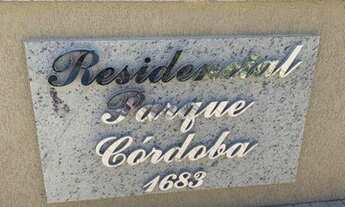 Residencial
Parque
Córdoba
1683